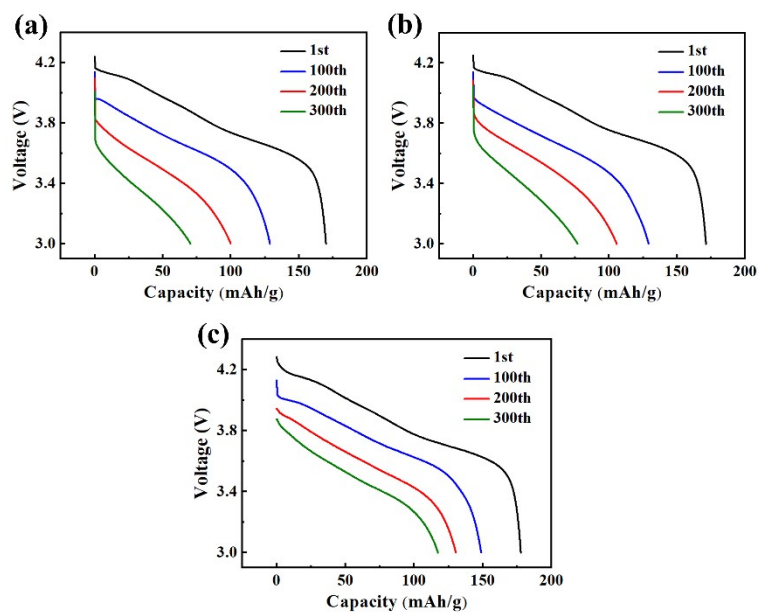 (a)
1st
100th
200th
300th
4.2
3.8
3.4
3.0
Voltage (V)
0 50 100 150 200
Capacity (mAh/g)
(b)
1st
100th
200th
300th
4.2
3.8
3.4
3.0
Voltage (V)
0 50 100 150 200
Capacity (mAh/g)
(c)
1st
100th
200th
300th
4.2
3.8
3.4
3.0
Voltage (V)
0 50 100 150 200
Capacity (mAh/g)